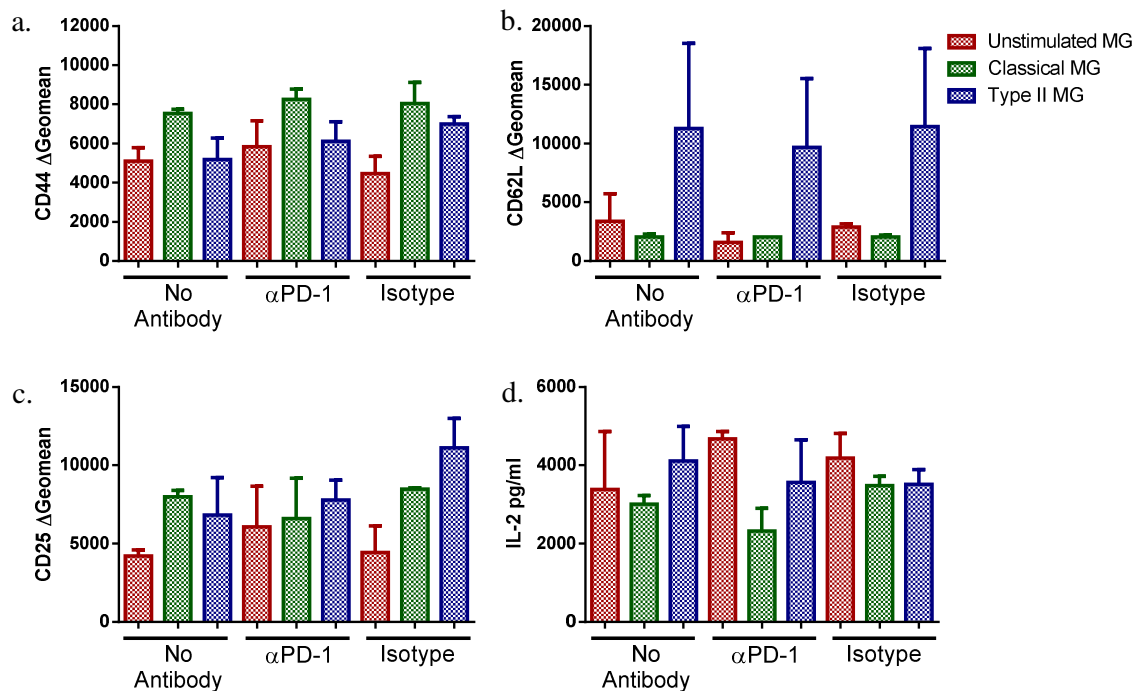 a.
12000
10000
8000
6000
4000
2000
0
CD44 ΔGeomean
No
Antibody
αPD-1
Isotype
b.
20000
15000
10000
5000
0
CD62L ΔGeomean
No
Antibody
αPD-1
Isotype
Unstimulated MG
Classical MG
Type II MG
c.
15000
10000
5000
0
CD25 ΔGeomean
No
Antibody
αPD-1
Isotype
d.
6000
4000
2000
0
IL-2 pg/ml
No
Antibody
αPD-1
Isotype